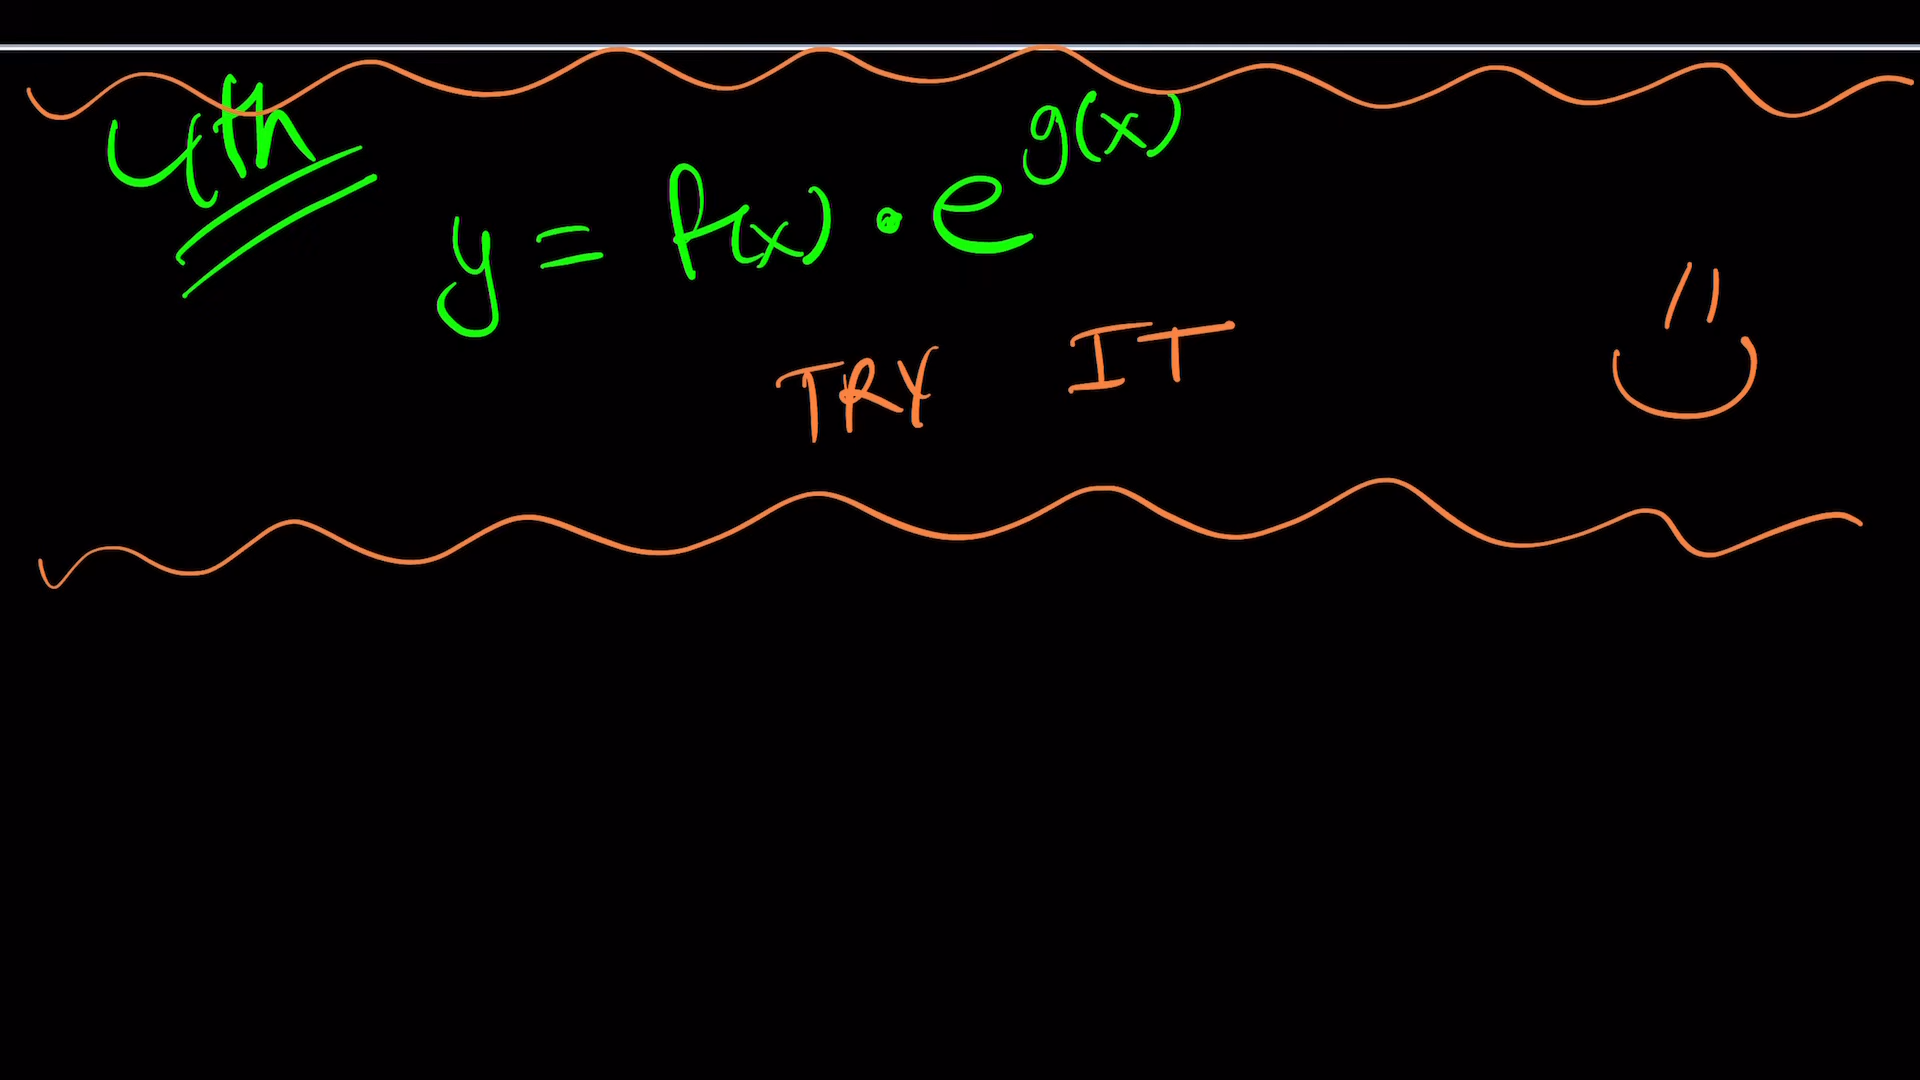 4th
y = f(x) • e^g(x)
TRY IT